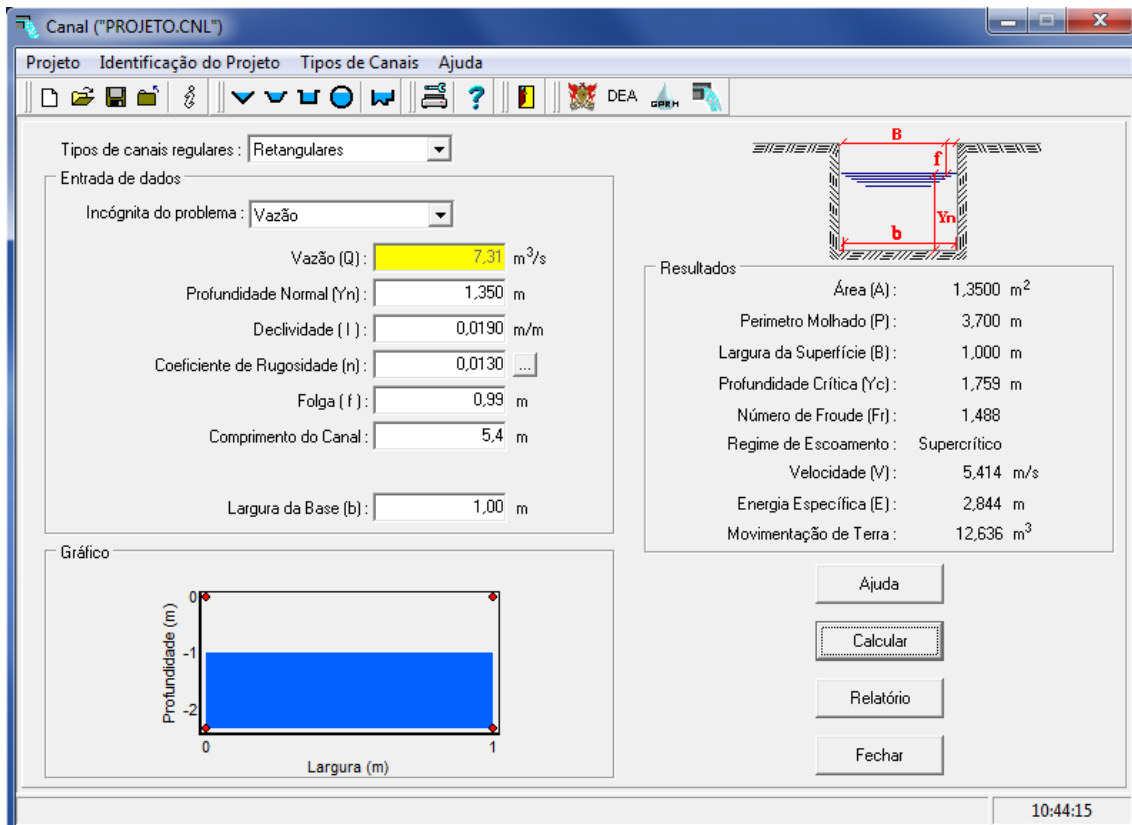 Canal ("PROJETO.CNL")
Projeto Identificação do Projeto Tipos de Canais Ajuda
DEA GPRH
Tipos de canais regulares : Retangulares
Entrada de dados
Incógnita do problema : Vazão
Vazão (Q) : 7,31 m³/s
Profundidade Normal (Yn) : 1,350 m
Declividade ( I ) : 0,0190 m/m
Coeficiente de Rugosidade (n) : 0,0130 ...
Folga ( f ) : 0,99 m
Comprimento do Canal : 5,4 m
Largura da Base (b) : 1,00 m
B
f
Yn
b
Resultados
Área (A) : 1,3500 m²
Perimetro Molhado (P) : 3,700 m
Largura da Superfície (B) : 1,000 m
Profundidade Crítica (Yc) : 1,759 m
Número de Froude (Fr) : 1,488
Regime de Escoamento : Supercrítico
Velocidade (V) : 5,414 m/s
Energia Específica (E) : 2,844 m
Movimentação de Terra : 12,636 m³
Gráfico
Profundidade (m)
0
-1
-2
0 1
Largura (m)
Ajuda
Calcular
Relatório
Fechar
10:44:15